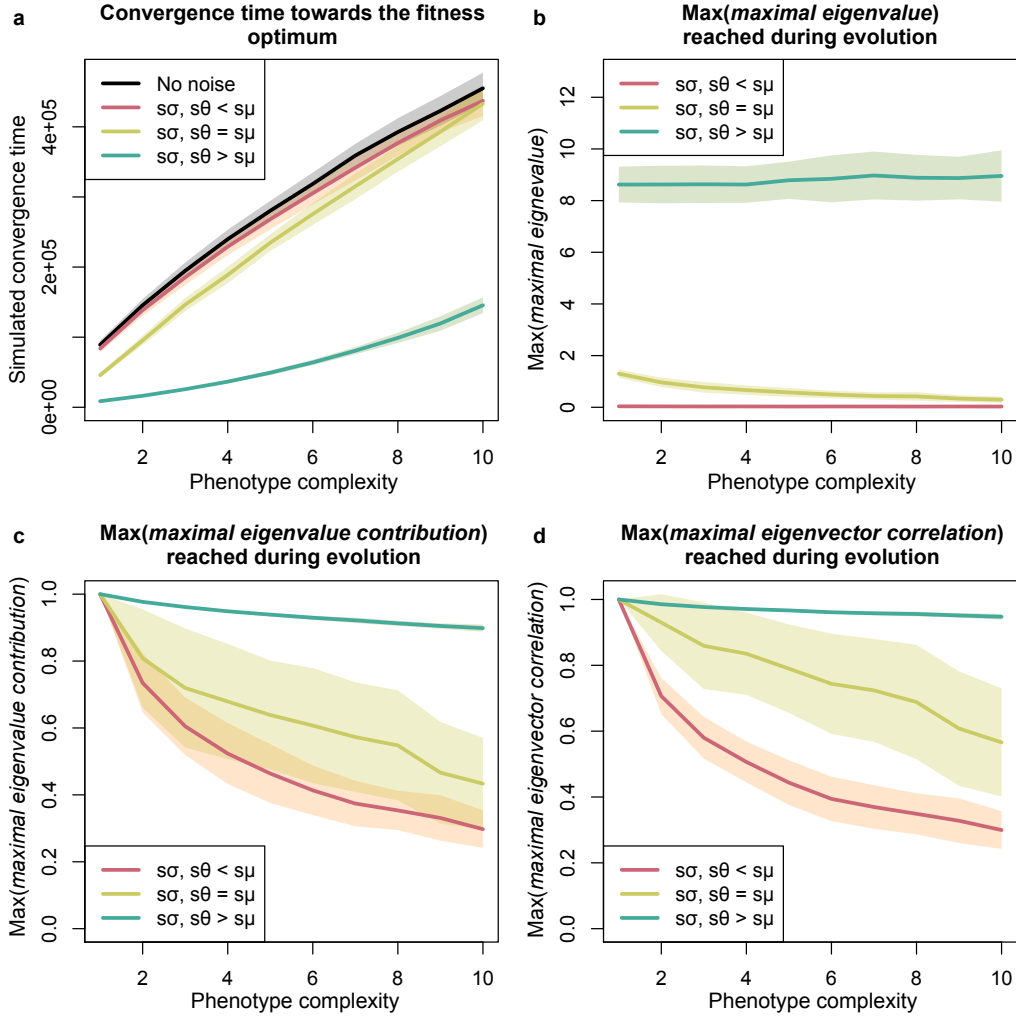 a
Convergence time towards the fitness
optimum
No noise
sσ, sθ < sμ
sσ, sθ = sμ
sσ, sθ > sμ
Simulated convergence time
0e+00
2e+05
4e+05
2
4
6
8
10
Phenotype complexity
b
Max(maximal eigenvalue)
reached during evolution
sσ, sθ < sμ
sσ, sθ = sμ
sσ, sθ > sμ
Max(maximal eignevalue)
12
10
8
6
4
2
0
2
4
6
8
10
Phenotype complexity
c
Max(maximal eigenvalue contribution)
reached during evolution
Max(maximal eigenvalue contribution)
1.0
0.8
0.6
0.4
0.2
0.0
sσ, sθ < sμ
sσ, sθ = sμ
sσ, sθ > sμ
2
4
6
8
10
Phenotype complexity
d
Max(maximal eigenvector correlation)
reached during evolution
Max(maximal eigenvector correlation)
1.0
0.8
0.6
0.4
0.2
0.0
sσ, sθ < sμ
sσ, sθ = sμ
sσ, sθ > sμ
2
4
6
8
10
Phenotype complexity